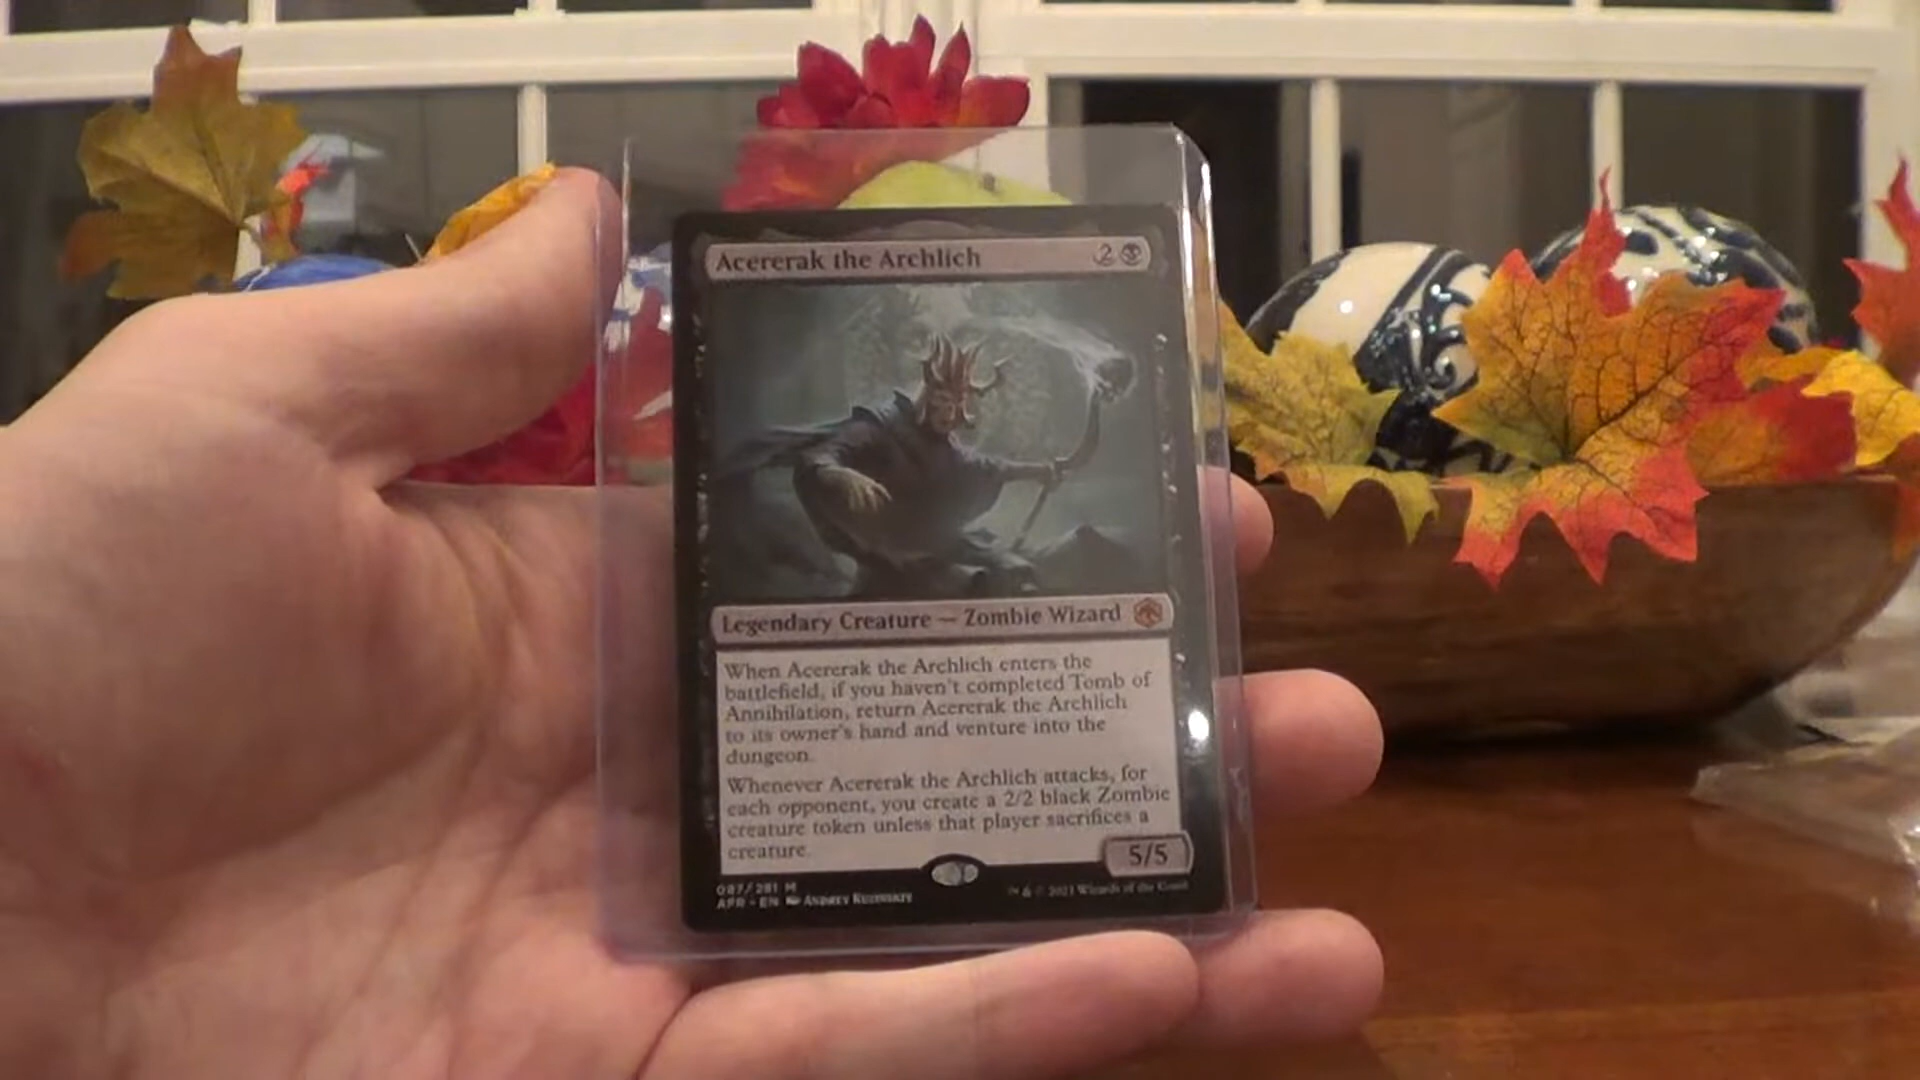 Acererak the Archlich 2
Legendary Creature — Zombie Wizard
When Acererak the Archlich enters the
battlefield, if you haven't completed Tomb of
Annihilation, return Acererak the Archlich
to its owner's hand and venture into the
dungeon.
Whenever Acererak the Archlich attacks, for
each opponent, you create a 2/2 black Zombie
creature token unless that player sacrifices a
creature.
5/5
087/281 M
AFR • EN Andrey
™ & © 2021 Wizards of the Coast